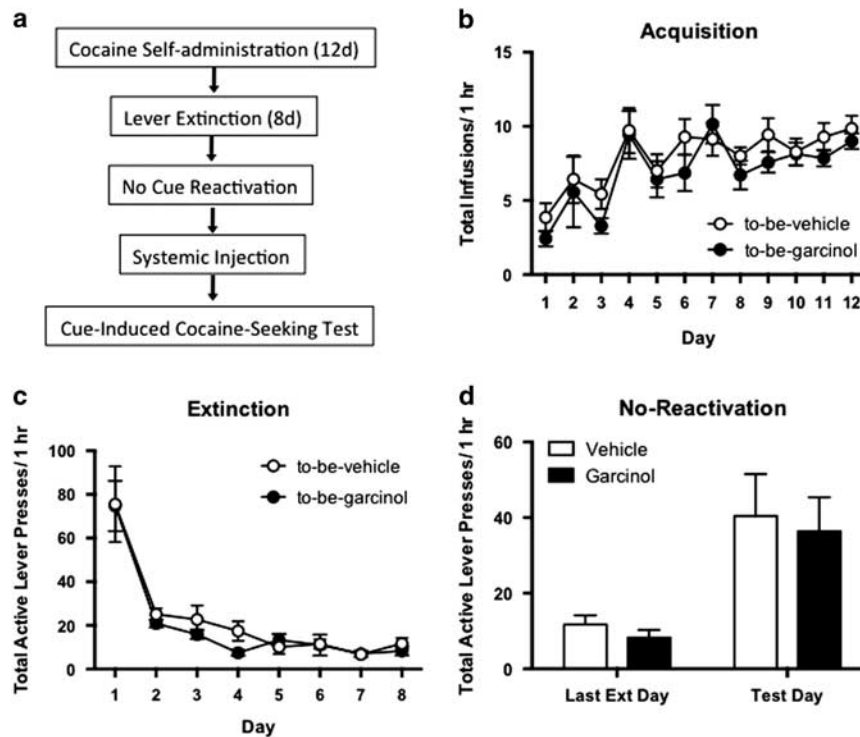 a
Cocaine Self-administration (12d)
Lever Extinction (8d)
No Cue Reactivation
Systemic Injection
Cue-Induced Cocaine-Seeking Test
b
Acquisition
Total Infusions/ 1 hr
15
10
5
0
to-be-vehicle
to-be-garcinol
1 2 3 4 5 6 7 8 9 10 11 12
Day
c
Extinction
Total Active Lever Presses/ 1 hr
100
80
60
40
20
0
to-be-vehicle
to-be-garcinol
1 2 3 4 5 6 7 8
Day
d
No-Reactivation
Total Active Lever Presses/ 1 hr
60
40
20
0
Vehicle
Garcinol
Last Ext Day Test Day